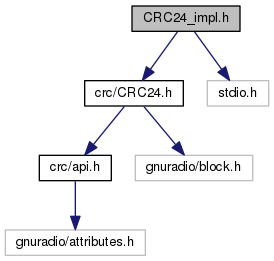 CRC24_impl.h
crc/CRC24.h
stdio.h
crc/api.h
gnuradio/block.h
gnuradio/attributes.h